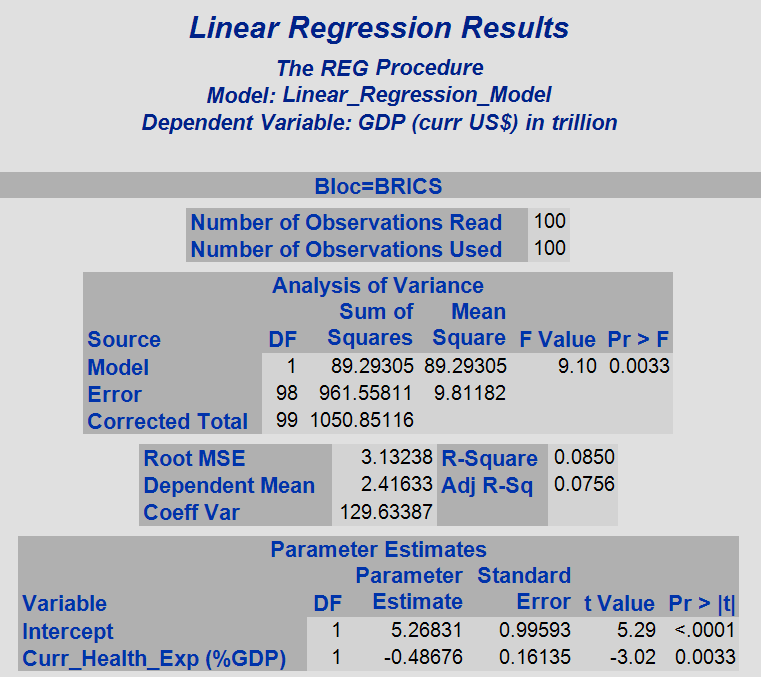 Linear Regression Results
The REG Procedure
Model: Linear_Regression_Model
Dependent Variable: GDP (curr US$) in trillion
Bloc=BRICS
Number of Observations Read 100
Number of Observations Used 100
Analysis of Variance
Sum of Mean
Source DF Squares Square F Value Pr > F
Model 1 89.29305 89.29305 9.10 0.0033
Error 98 961.55811 9.81182
Corrected Total 99 1050.85116
Root MSE 3.13238 R-Square 0.0850
Dependent Mean 2.41633 Adj R-Sq 0.0756
Coeff Var 129.63387
Parameter Estimates
Parameter Standard
Variable DF Estimate Error t Value Pr > |t|
Intercept 1 5.26831 0.99593 5.29 <.0001
Curr_Health_Exp (%GDP) 1 -0.48676 0.16135 -3.02 0.0033